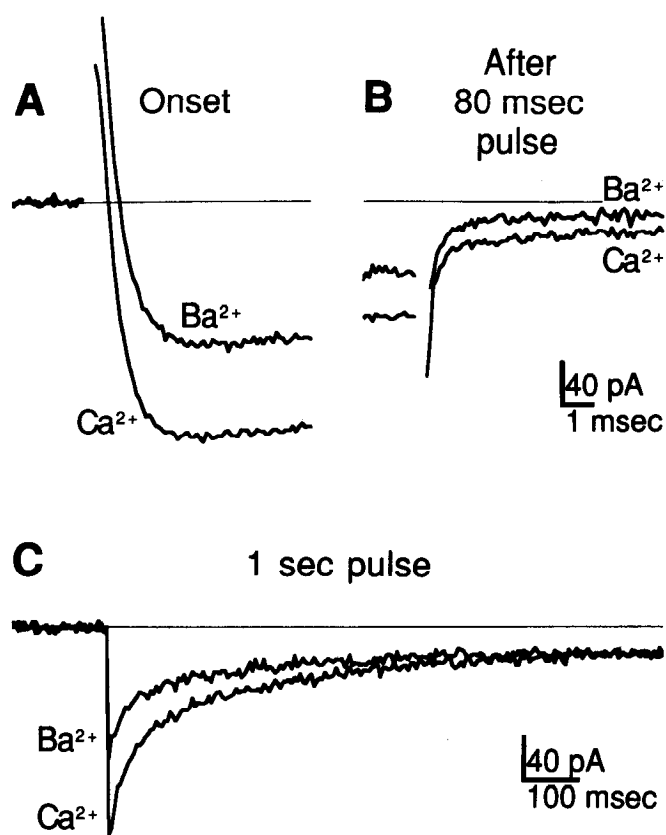 A
Onset
Ba²⁺
Ca²⁺
B
After
80 msec
pulse
Ba²⁺
Ca²⁺
40 pA
1 msec
C
1 sec pulse
Ba²⁺
Ca²⁺
40 pA
100 msec